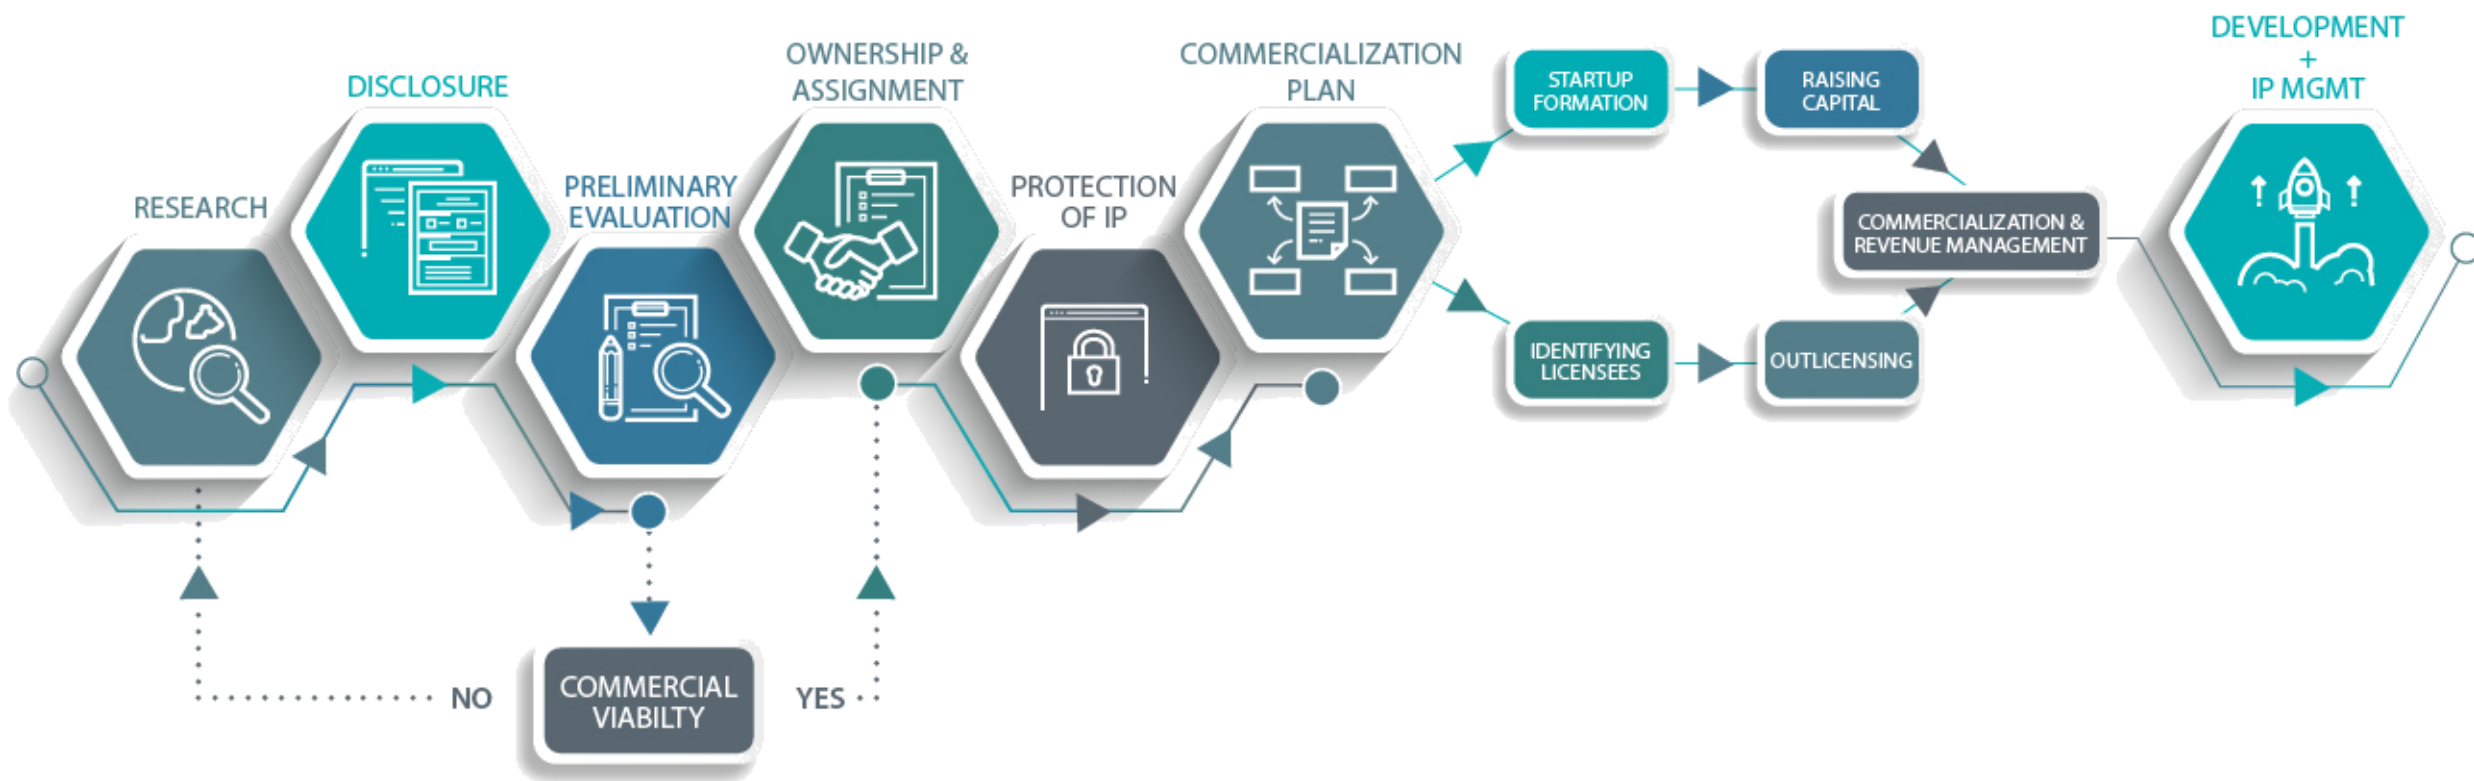 RESEARCH
DISCLOSURE
PRELIMINARY
EVALUATION
COMMERCIAL
VIABILTY
NO
YES
OWNERSHIP &
ASSIGNMENT
PROTECTION
OF IP
COMMERCIALIZATION
PLAN
STARTUP
FORMATION
RAISING
CAPITAL
IDENTIFYING
LICENSEES
OUTLICENSING
COMMERCIALIZATION &
REVENUE MANAGEMENT
DEVELOPMENT
+
IP MGMT